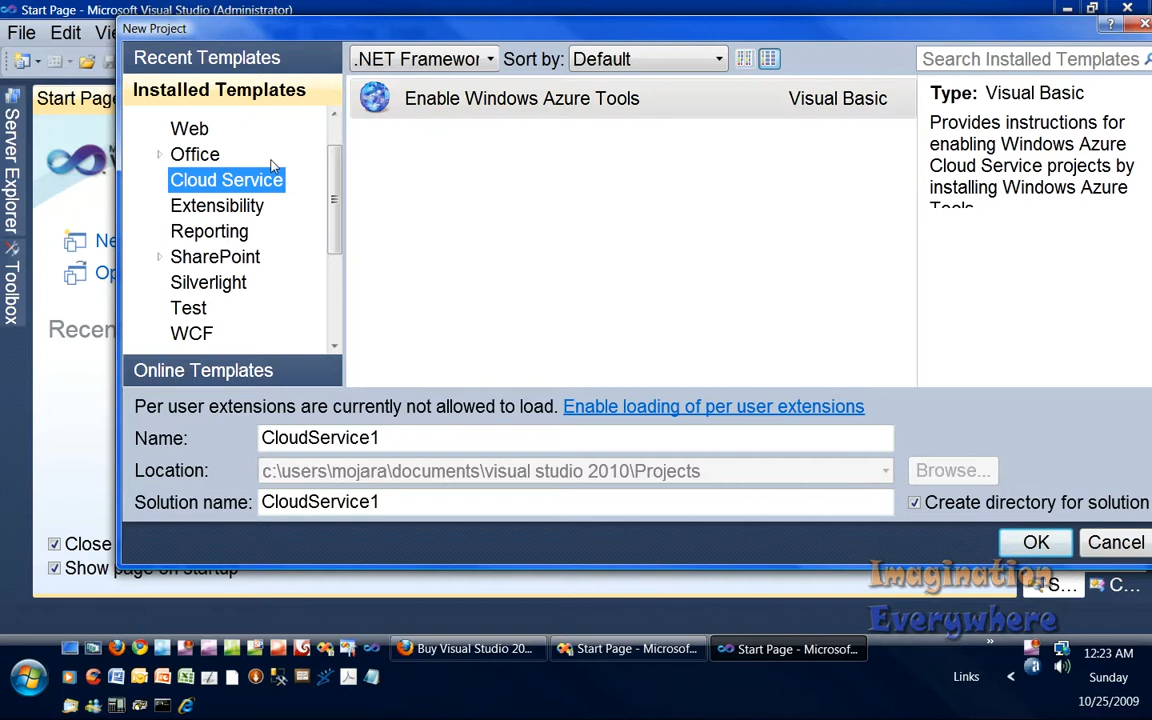 Start Page - Microsoft Visual Studio (Administrator)
File Edit
New Project
Recent Templates
.NET Framewor
Sort by: Default
Search Installed Templates
Installed Templates
Enable Windows Azure Tools Visual Basic
Type: Visual Basic
Provides instructions for
enabling Windows Azure
Cloud Service projects by
installing Windows Azure
Start Page
Server Explorer
Toolbox
Web
Office
Cloud Service
Extensibility
Reporting
SharePoint
Silverlight
Test
WCF
Online Templates
Per user extensions are currently not allowed to load. Enable loading of per user extensions
Name: CloudService1
Location: c:\users\mojara\documents\visual studio 2010\Projects Browse...
Solution name: CloudService1
Create directory for solution
OK Cancel
Close
Show page on startup
Imagination
Everywhere
S... C...
Buy Visual Studio 20...
Start Page - Microsof...
Start Page - Microsof...
Links
12:23 AM
Sunday
10/25/2009